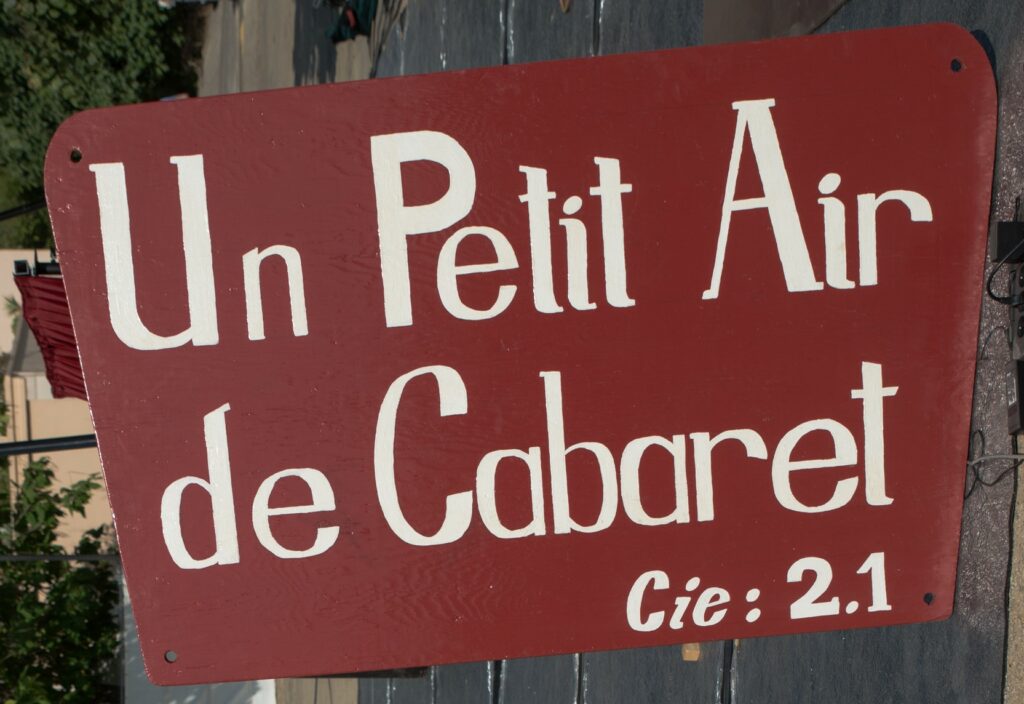 Un Petit Air
de Cabaret
Cie : 2.1